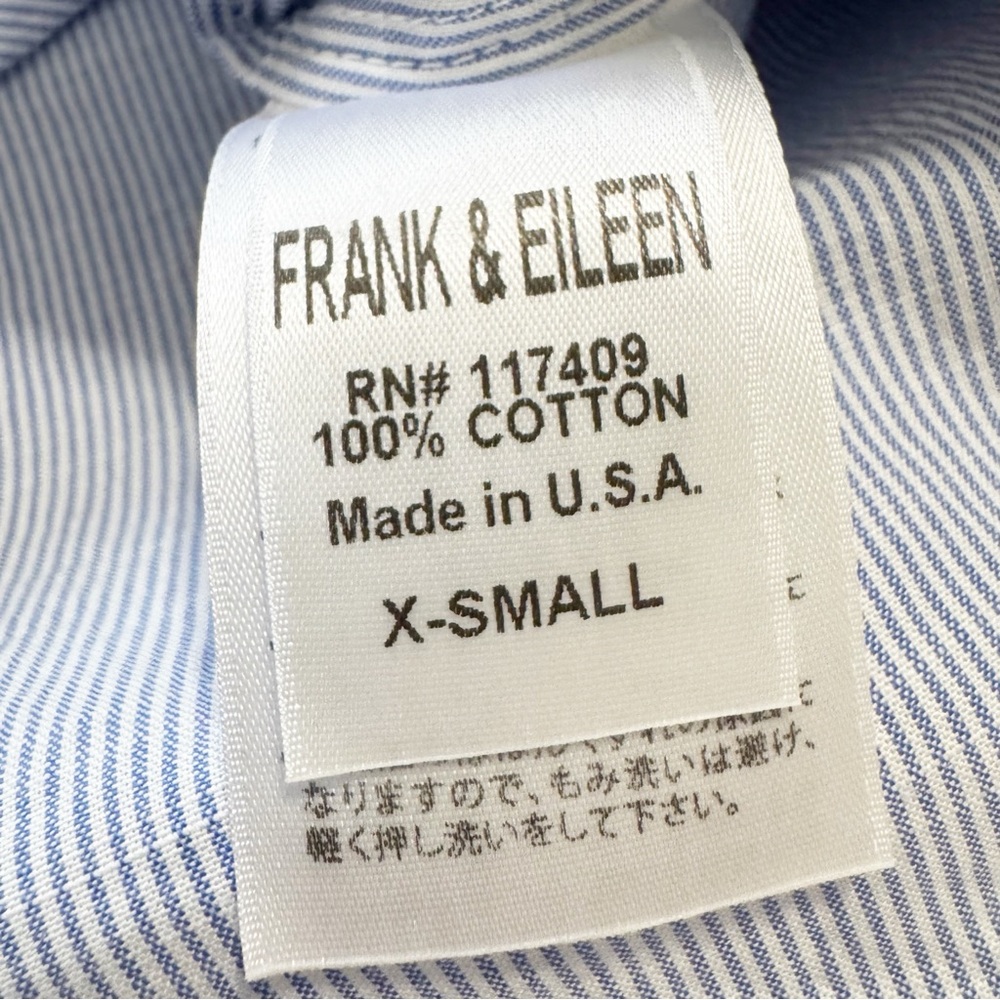 FRANK & EILEEN
RN# 117409
100% COTTON
Made in U.S.A.
X-SMALL
なりますので、もみ洗いは避け、
軽く押し洗いをして下さい。